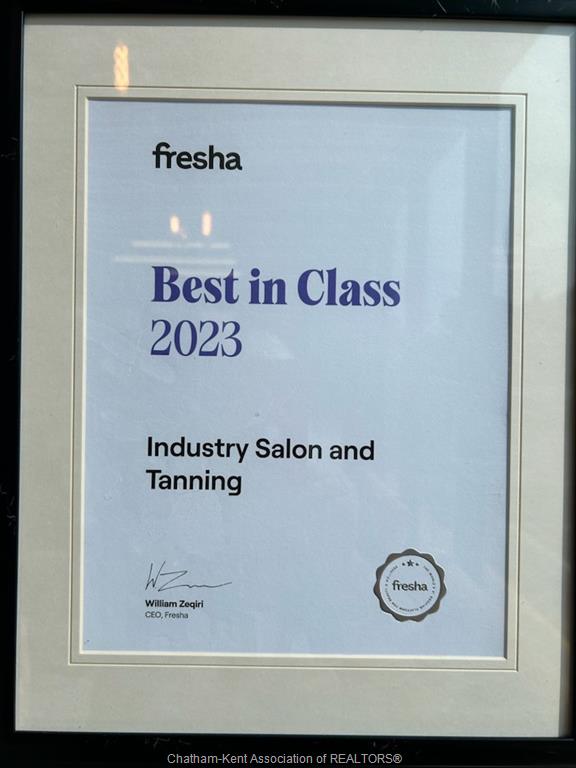 fresha
Best in Class
2023
Industry Salon and
Tanning
William Zeqiri
CEO, Fresha
fresha
Chatham-Kent Association of REALTORS®